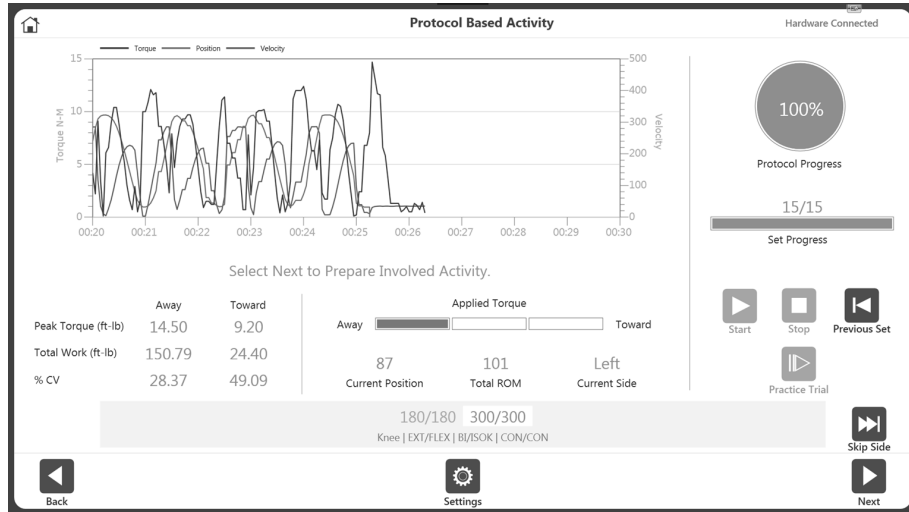 Protocol Based Activity
Hardware Connected
Torque Position Velocity
15
10
5
0
Torque N-M
500
400
300
200
100
0
Velocity
00:20 00:21 00:22 00:23 00:24 00:25 00:26 00:27 00:28 00:29 00:30
100%
Protocol Progress
15/15
Set Progress
Select Next to Prepare Involved Activity.
Away Toward
Peak Torque (ft-lb) 14.50 9.20
Total Work (ft-lb) 150.79 24.40
% CV 28.37 49.09
Applied Torque
Away Toward
87 101 Left
Current Position Total ROM Current Side
Start Stop Previous Set
Practice Trial
180/180 300/300
Knee | EXT/FLEX | BI/ISOK | CON/CON
Skip Side
Back Settings Next